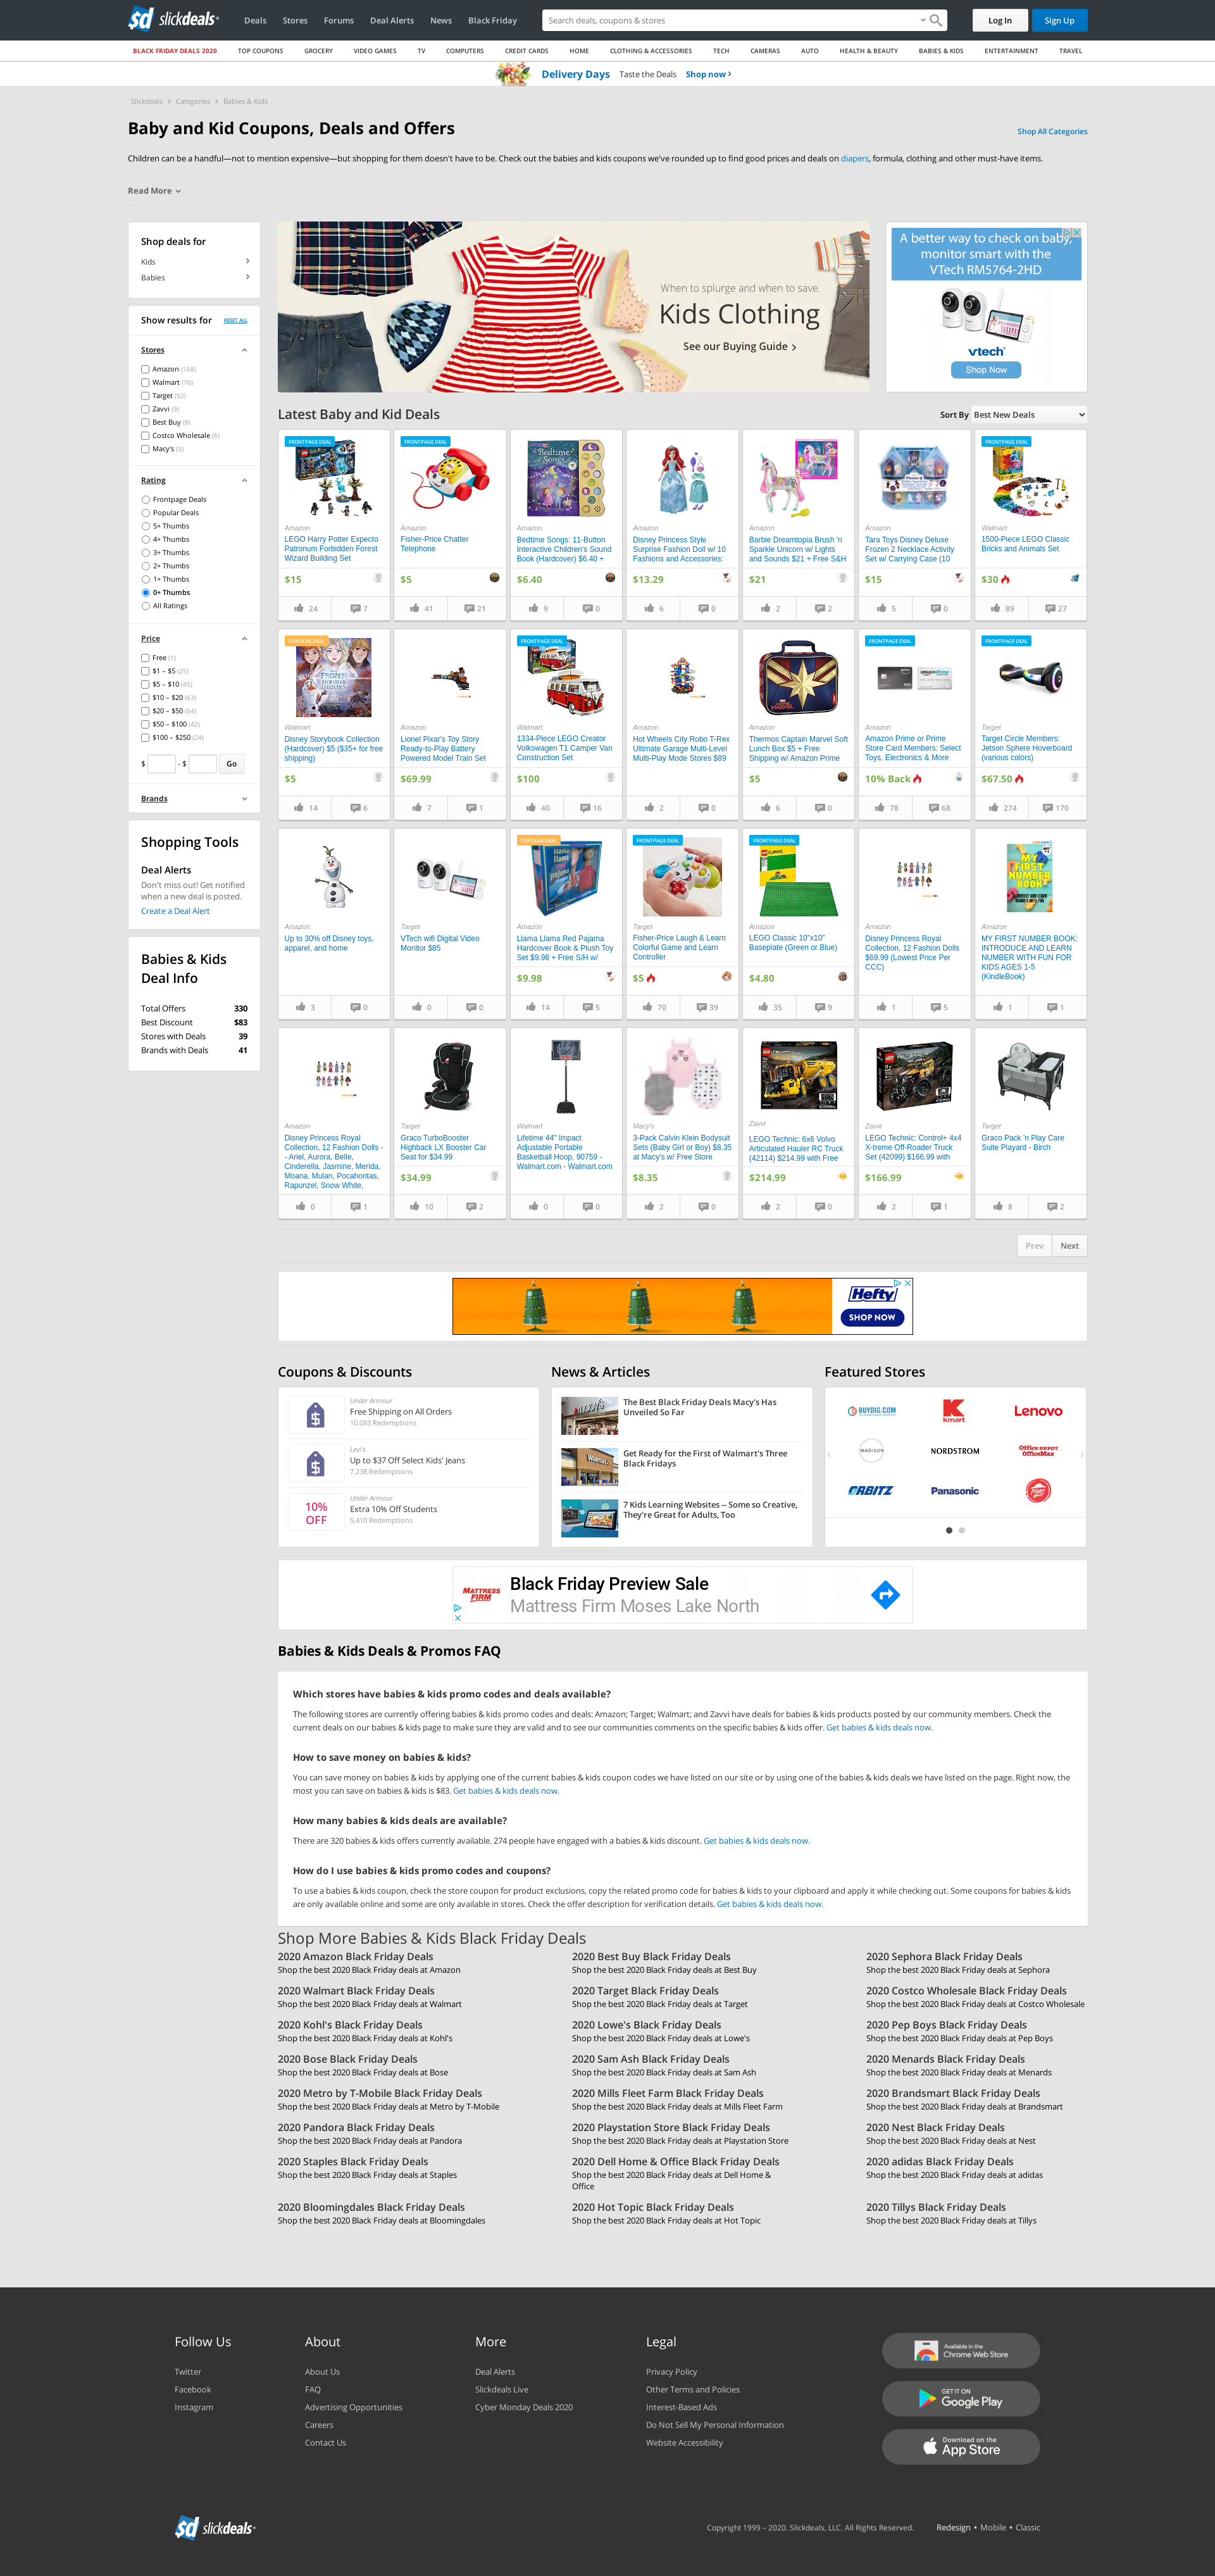 slickdeals
Deals Stores Forums Deal Alerts News Black Friday
Search deals, coupons & stores
Log In Sign Up
BLACK FRIDAY DEALS 2020 TOP COUPONS GROCERY VIDEO GAMES TV COMPUTERS CREDIT CARDS HOME CLOTHING & ACCESSORIES TECH CAMERAS AUTO HEALTH & BEAUTY BABIES & KIDS ENTERTAINMENT TRAVEL
Delivery Days Taste the Deals Shop now
Slickdeals Categories Babies & Kids
Baby and Kid Coupons, Deals and Offers
Shop All Categories
Children can be a handful—not to mention expensive—but shopping for them doesn't have to be. Check out the babies and kids coupons we've rounded up to find good prices and deals on diapers, formula, clothing and other must-have items.
Read More
Shop deals for
Kids
Babies
Show results for RESET ALL
Stores
Amazon (168)
Walmart (76)
Target (52)
Zavvi (9)
Best Buy (8)
Costco Wholesale (6)
Macy's (5)
Rating
Frontpage Deals
Popular Deals
5+ Thumbs
4+ Thumbs
3+ Thumbs
2+ Thumbs
1+ Thumbs
0+ Thumbs
All Ratings
Price
Free (1)
$1 – $5 (25)
$5 – $10 (45)
$10 – $20 (63)
$20 – $50 (64)
$50 – $100 (42)
$100 – $250 (24)
$ - $ Go
Brands
Shopping Tools
Deal Alerts
Don't miss out! Get notified
when a new deal is posted.
Create a Deal Alert
Babies & Kids
Deal Info
Total Offers 330
Best Discount $83
Stores with Deals 39
Brands with Deals 41
When to splurge and when to save.
Kids Clothing
See our Buying Guide
A better way to check on baby,
monitor smart with the
VTech RM5764-2HD
vtech
Shop Now
Latest Baby and Kid Deals
Sort By Best New Deals
FRONTPAGE DEAL
Amazon
LEGO Harry Potter Expecto
Patronum Forbidden Forest
Wizard Building Set
$15
24 7
FRONTPAGE DEAL
Amazon
Fisher-Price Chatter
Telephone
$5
41 21
Bedtime Songs
Amazon
Bedtime Songs: 11-Button
Interactive Children's Sound
Book (Hardcover) $6.40 +
$6.40
9 0
Amazon
Disney Princess Style
Surprise Fashion Doll w/ 10
Fashions and Accessories:
$13.29
6 0
Amazon
Barbie Dreamtopia Brush 'n
Sparkle Unicorn w/ Lights
and Sounds $21 + Free S&H
$21
2 2
Amazon
Tara Toys Disney Deluxe
Frozen 2 Necklace Activity
Set w/ Carrying Case (10
$15
5 0
FRONTPAGE DEAL
Walmart
1500-Piece LEGO Classic
Bricks and Animals Set
$30
89 27
POPULAR DEAL
FROZEN
Walmart
Disney Storybook Collection
(Hardcover) $5 ($35+ for free
shipping)
$5
14 6
Amazon
Lionel Pixar's Toy Story
Ready-to-Play Battery
Powered Model Train Set
$69.99
7 1
FRONTPAGE DEAL
Walmart
1334-Piece LEGO Creator
Volkswagen T1 Camper Van
Construction Set
$100
40 16
Amazon
Hot Wheels City Robo T-Rex
Ultimate Garage Multi-Level
Multi-Play Mode Stores $89
2 0
MARVEL
Amazon
Thermos Captain Marvel Soft
Lunch Box $5 + Free
Shipping w/ Amazon Prime
$5
6 0
FRONTPAGE DEAL
Amazon
Amazon Prime or Prime
Store Card Members: Select
Toys, Electronics & More
10% Back
78 68
FRONTPAGE DEAL
Target
Target Circle Members:
Jetson Sphere Hoverboard
(various colors)
$67.50
274 170
Amazon
Up to 30% off Disney toys,
apparel, and home
3 0
Target
VTech wifi Digital Video
Monitor $85
0 0
POPULAR DEAL
Amazon
Llama Llama Red Pajama
Hardcover Book & Plush Toy
Set $9.98 + Free S/H w/
$9.98
14 5
FRONTPAGE DEAL
Target
Fisher-Price Laugh & Learn
Colorful Game and Learn
Controller
$5
70 39
FRONTPAGE DEAL
Amazon
LEGO Classic 10"x10"
Baseplate (Green or Blue)
$4.80
35 9
Amazon
Disney Princess Royal
Collection, 12 Fashion Dolls
$69.99 (Lowest Price Per
CCC)
1 5
MY FIRST NUMBER BOOK
Amazon
MY FIRST NUMBER BOOK:
INTRODUCE AND LEARN
NUMBER WITH FUN FOR
KIDS AGES 1-5
(KindleBook)
1 1
Amazon
Disney Princess Royal
Collection, 12 Fashion Dolls -
- Ariel, Aurora, Belle,
Cinderella, Jasmine, Merida,
Moana, Mulan, Pocahontas,
Rapunzel, Snow White,
0 1
Target
Graco TurboBooster
Highback LX Booster Car
Seat for $34.99
$34.99
10 2
Walmart
Lifetime 44" Impact
Adjustable Portable
Basketball Hoop, 90759 -
Walmart.com - Walmart.com
0 0
Macy's
3-Pack Calvin Klein Bodysuit
Sets (Baby Girl or Boy) $8.35
at Macy's w/ Free Store
$8.35
2 0
Zavvi
LEGO Technic: 6x6 Volvo
Articulated Hauler RC Truck
(42114) $214.99 with Free
$214.99
2 0
Zavvi
LEGO Technic: Control+ 4x4
X-treme Off-Roader Truck
Set (42099) $166.99 with
$166.99
2 1
Target
Graco Pack 'n Play Care
Suite Playard - Birch
8 2
Prev Next
Hefty
SHOP NOW
Coupons & Discounts
Under Armour
Free Shipping on All Orders
10,093 Redemptions
Levi's
Up to $37 Off Select Kids' Jeans
7,238 Redemptions
10%
OFF
Under Armour
Extra 10% Off Students
5,410 Redemptions
News & Articles
The Best Black Friday Deals Macy's Has
Unveiled So Far
Get Ready for the First of Walmart's Three
Black Fridays
7 Kids Learning Websites -- Some so Creative,
They're Great for Adults, Too
Featured Stores
BUYDIG.COM Kmart Lenovo
MADISON NORDSTROM Office DEPOT OfficeMax
ORBITZ Panasonic
MATTRESS FIRM
Black Friday Preview Sale
Mattress Firm Moses Lake North
Babies & Kids Deals & Promos FAQ
Which stores have babies & kids promo codes and deals available?
The following stores are currently offering babies & kids promo codes and deals: Amazon; Target; Walmart; and Zavvi have deals for babies & kids products posted by our community members. Check the
current deals on our babies & kids page to make sure they are valid and to see our communities comments on the specific babies & kids offer. Get babies & kids deals now.
How to save money on babies & kids?
You can save money on babies & kids by applying one of the current babies & kids coupon codes we have listed on our site or by using one of the babies & kids deals we have listed on the page. Right now, the
most you can save on babies & kids is $83. Get babies & kids deals now.
How many babies & kids deals are available?
There are 320 babies & kids offers currently available. 274 people have engaged with a babies & kids discount. Get babies & kids deals now.
How do I use babies & kids promo codes and coupons?
To use a babies & kids coupon, check the store coupon for product exclusions, copy the related promo code for babies & kids to your clipboard and apply it while checking out. Some coupons for babies & kids
are only available online and some are only available in stores. Check the offer description for verification details. Get babies & kids deals now.
Shop More Babies & Kids Black Friday Deals
2020 Amazon Black Friday Deals
Shop the best 2020 Black Friday deals at Amazon
2020 Best Buy Black Friday Deals
Shop the best 2020 Black Friday deals at Best Buy
2020 Sephora Black Friday Deals
Shop the best 2020 Black Friday deals at Sephora
2020 Walmart Black Friday Deals
Shop the best 2020 Black Friday deals at Walmart
2020 Target Black Friday Deals
Shop the best 2020 Black Friday deals at Target
2020 Costco Wholesale Black Friday Deals
Shop the best 2020 Black Friday deals at Costco Wholesale
2020 Kohl's Black Friday Deals
Shop the best 2020 Black Friday deals at Kohl's
2020 Lowe's Black Friday Deals
Shop the best 2020 Black Friday deals at Lowe's
2020 Pep Boys Black Friday Deals
Shop the best 2020 Black Friday deals at Pep Boys
2020 Bose Black Friday Deals
Shop the best 2020 Black Friday deals at Bose
2020 Sam Ash Black Friday Deals
Shop the best 2020 Black Friday deals at Sam Ash
2020 Menards Black Friday Deals
Shop the best 2020 Black Friday deals at Menards
2020 Metro by T-Mobile Black Friday Deals
Shop the best 2020 Black Friday deals at Metro by T-Mobile
2020 Mills Fleet Farm Black Friday Deals
Shop the best 2020 Black Friday deals at Mills Fleet Farm
2020 Brandsmart Black Friday Deals
Shop the best 2020 Black Friday deals at Brandsmart
2020 Pandora Black Friday Deals
Shop the best 2020 Black Friday deals at Pandora
2020 Playstation Store Black Friday Deals
Shop the best 2020 Black Friday deals at Playstation Store
2020 Nest Black Friday Deals
Shop the best 2020 Black Friday deals at Nest
2020 Staples Black Friday Deals
Shop the best 2020 Black Friday deals at Staples
2020 Dell Home & Office Black Friday Deals
Shop the best 2020 Black Friday deals at Dell Home &
Office
2020 adidas Black Friday Deals
Shop the best 2020 Black Friday deals at adidas
2020 Bloomingdales Black Friday Deals
Shop the best 2020 Black Friday deals at Bloomingdales
2020 Hot Topic Black Friday Deals
Shop the best 2020 Black Friday deals at Hot Topic
2020 Tillys Black Friday Deals
Shop the best 2020 Black Friday deals at Tillys
Follow Us
Twitter
Facebook
Instagram
About
About Us
FAQ
Advertising Opportunities
Careers
Contact Us
More
Deal Alerts
Slickdeals Live
Cyber Monday Deals 2020
Legal
Privacy Policy
Other Terms and Policies
Interest-Based Ads
Do Not Sell My Personal Information
Website Accessibility
Available in the
Chrome Web Store
GET IT ON
Google Play
Download on the
App Store
slickdeals
Copyright 1999 – 2020. Slickdeals, LLC. All Rights Reserved. Redesign • Mobile • Classic